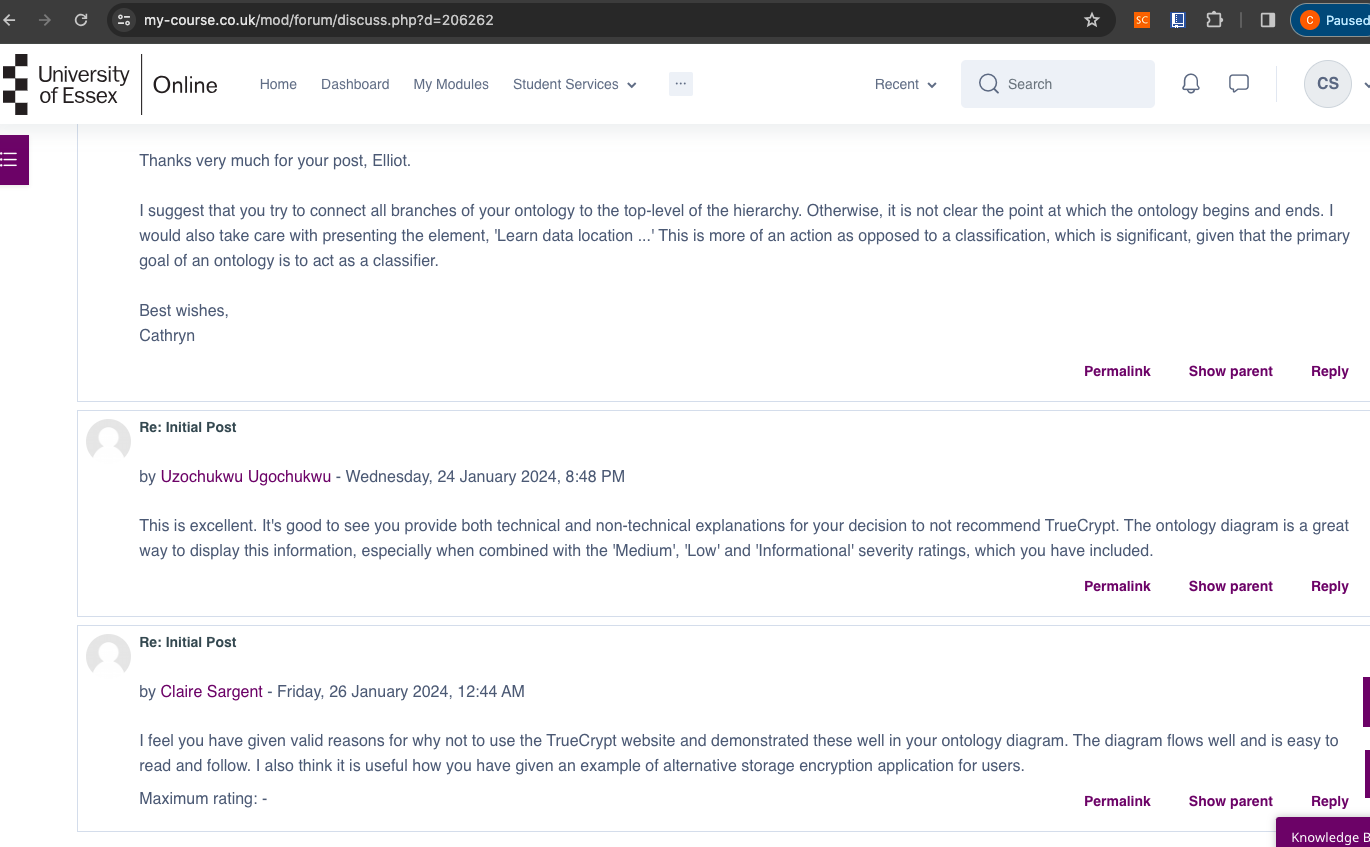 my-course.co.uk/mod/forum/discuss.php?d=206262
SC
C
Paused
University
of Essex
Online
Home
Dashboard
My Modules
Student Services
...
Recent
Search
CS
Thanks very much for your post, Elliot.
I suggest that you try to connect all branches of your ontology to the top-level of the hierarchy. Otherwise, it is not clear the point at which the ontology begins and ends. I
would also take care with presenting the element, 'Learn data location ...' This is more of an action as opposed to a classification, which is significant, given that the primary
goal of an ontology is to act as a classifier.
Best wishes,
Cathryn
Permalink
Show parent
Reply
Re: Initial Post
by Uzochukwu Ugochukwu - Wednesday, 24 January 2024, 8:48 PM
This is excellent. It's good to see you provide both technical and non-technical explanations for your decision to not recommend TrueCrypt. The ontology diagram is a great
way to display this information, especially when combined with the 'Medium', 'Low' and 'Informational' severity ratings, which you have included.
Permalink
Show parent
Reply
Re: Initial Post
by Claire Sargent - Friday, 26 January 2024, 12:44 AM
I feel you have given valid reasons for why not to use the TrueCrypt website and demonstrated these well in your ontology diagram. The diagram flows well and is easy to
read and follow. I also think it is useful how you have given an example of alternative storage encryption application for users.
Maximum rating: -
Permalink
Show parent
Reply
Knowledge B